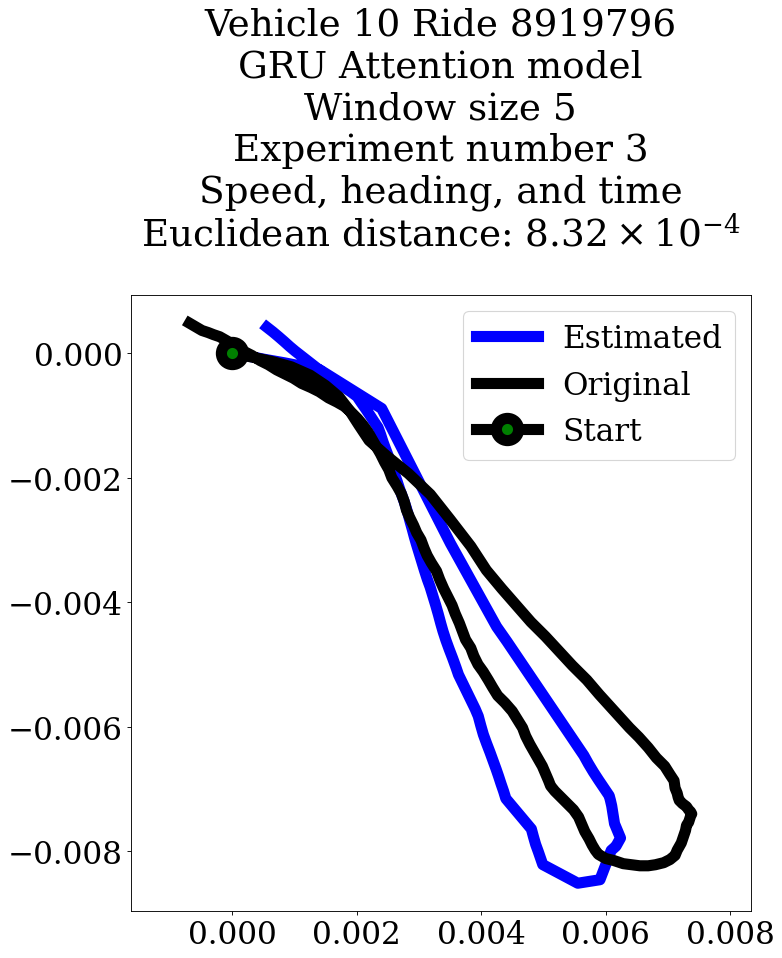 Vehicle 10 Ride 8919796
GRU Attention model
Window size 5
Experiment number 3
Speed, heading, and time
Euclidean distance: 8.32 × 10⁻⁴
Estimated
Original
Start
0.000
−0.002
−0.004
−0.006
−0.008
0.000 0.002 0.004 0.006 0.008